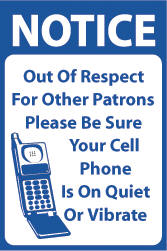 NOTICE
Out Of Respect
For Other Patrons
Please Be Sure
Your Cell
Phone
Is On Quiet
Or Vibrate